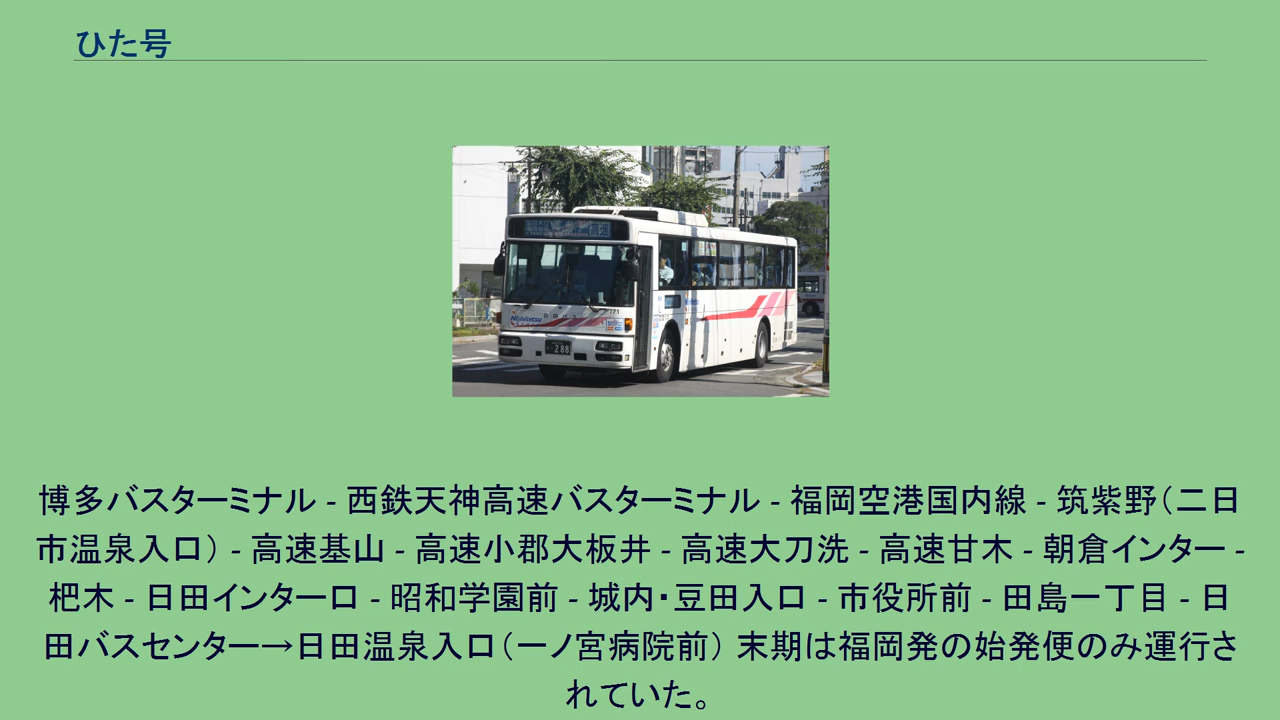 ひた号
Nishitetsu
288
博多バスターミナル - 西鉄天神高速バスターミナル - 福岡空港国内線 - 筑紫野（二日
市温泉入口） - 高速基山 - 高速小郡大板井 - 高速大刀洗 - 高速甘木 - 朝倉インター -
杷木 - 日田インター口 - 昭和学園前 - 城内・豆田入口 - 市役所前 - 田島一丁目 - 日
田バスセンター→日田温泉入口（一ノ宮病院前） 末期は福岡発の始発便のみ運行さ
れていた。